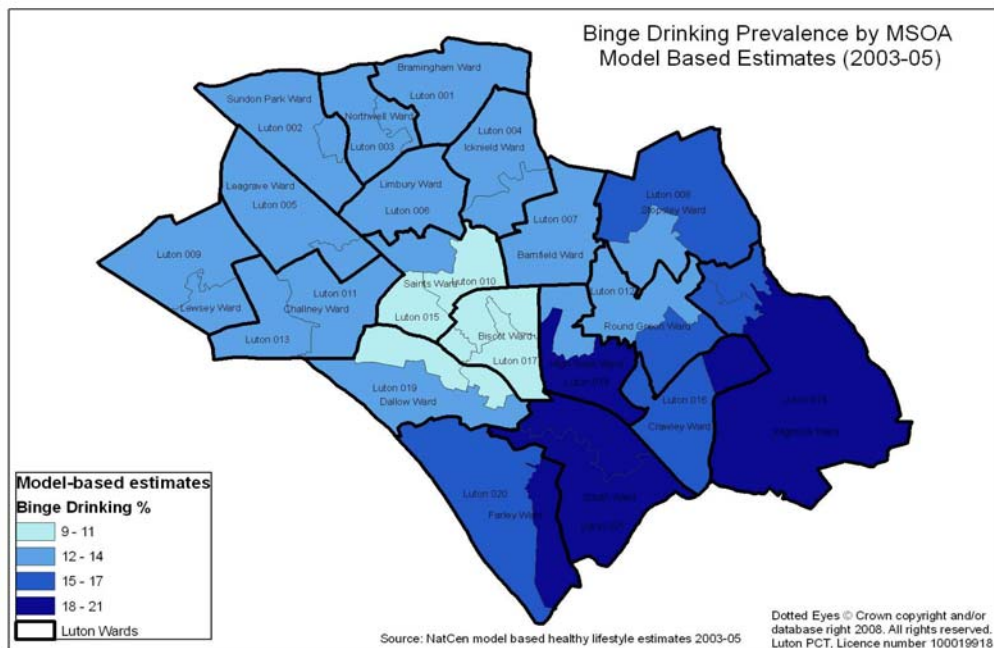 Binge Drinking Prevalence by MSOA
Model Based Estimates (2003-05)
Bramingham Ward
Luton 001
Sundon Park Ward
Luton 002
Northwell Ward
Luton 003
Luton 004
Icknield Ward
Leagrave Ward
Luton 005
Limbury Ward
Luton 006
Luton 007
Barnfield Ward
Luton 008
Stopsley Ward
Luton 009
Lewsey Ward
Luton 010
Saints Ward
Luton 011
Challney Ward
Luton 012
Round Green Ward
Luton 013
Luton 015
Biscot Ward
Luton 017
Luton 016
Crawley Ward
Luton 019
Dallow Ward
Luton 020
Farley Ward
Model-based estimates
Binge Drinking %
9 - 11
12 - 14
15 - 17
18 - 21
Luton Wards
Source: NatCen model based healthy lifestyle estimates 2003-05
Dotted Eyes © Crown copyright and/or
database right 2008. All rights reserved.
Luton PCT. Licence number 100019918